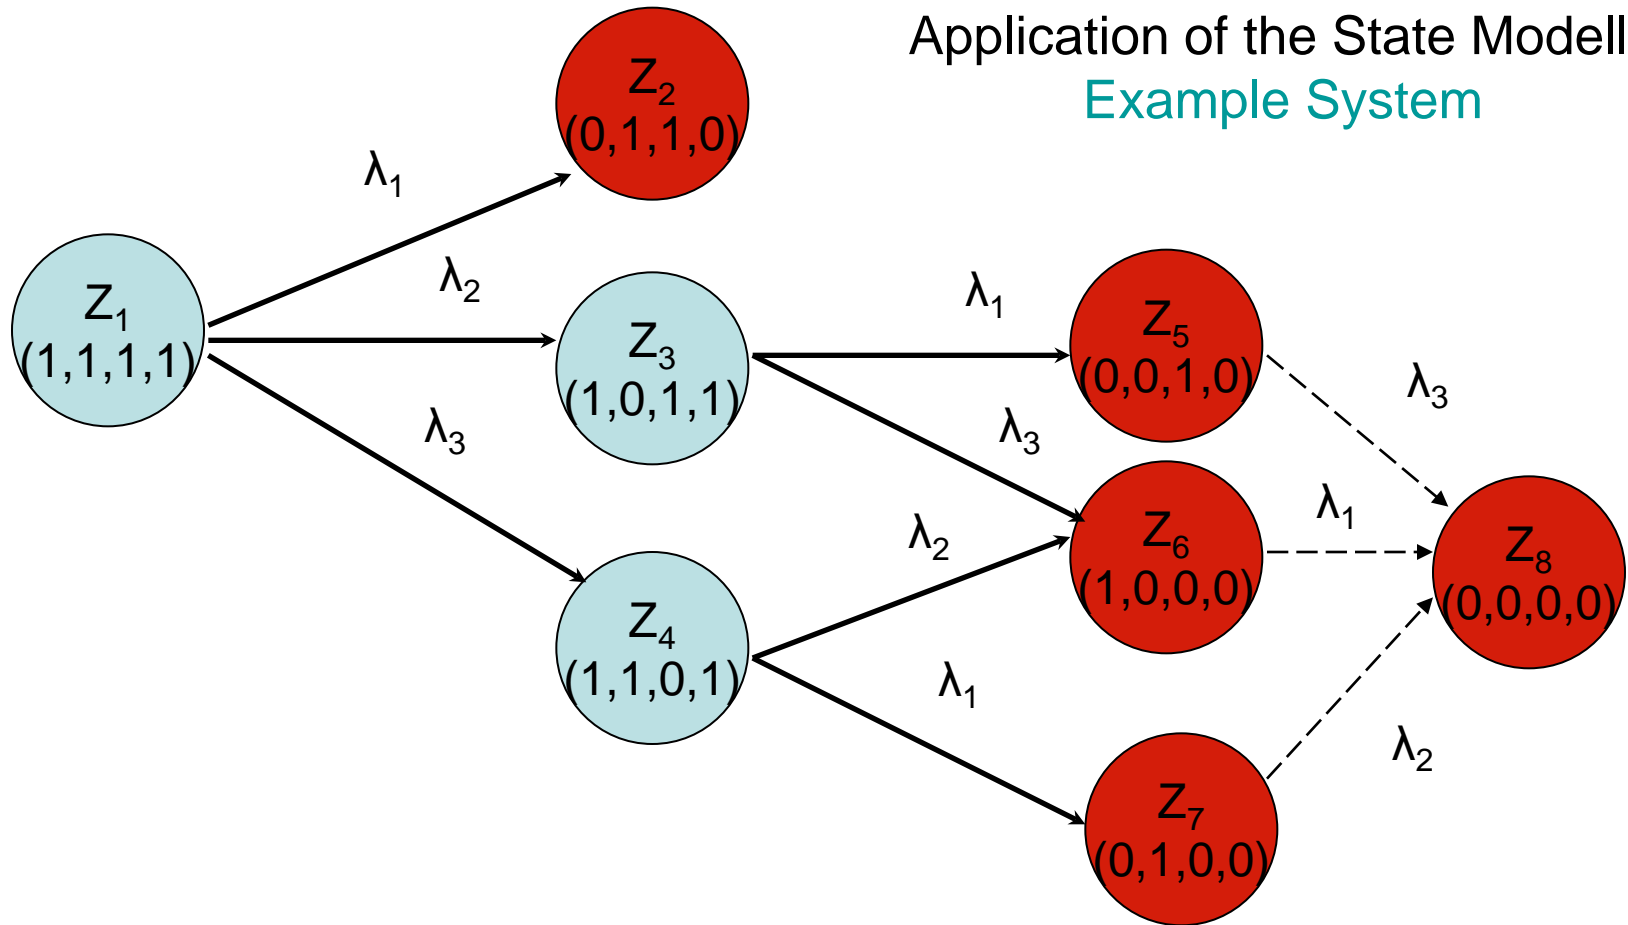 Application of the State Modell
Example System
Z₁
(1,1,1,1)
λ₁
λ₂
λ₃
Z₂
(0,1,1,0)
Z₃
(1,0,1,1)
Z₄
(1,1,0,1)
λ₁
λ₃
λ₂
λ₁
Z₅
(0,0,1,0)
Z₆
(1,0,0,0)
Z₇
(0,1,0,0)
λ₃
λ₁
λ₂
Z₈
(0,0,0,0)